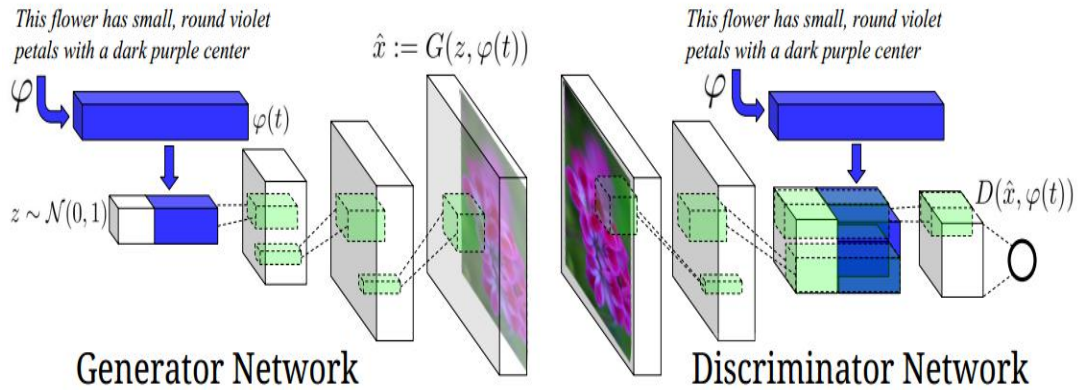 This flower has small, round violet
petals with a dark purple center
φ
φ(t)
z ~ 𝒩(0, 1)
x̂ := G(z, φ(t))
Generator Network
This flower has small, round violet
petals with a dark purple center
φ
D(x̂, φ(t))
Discriminator Network